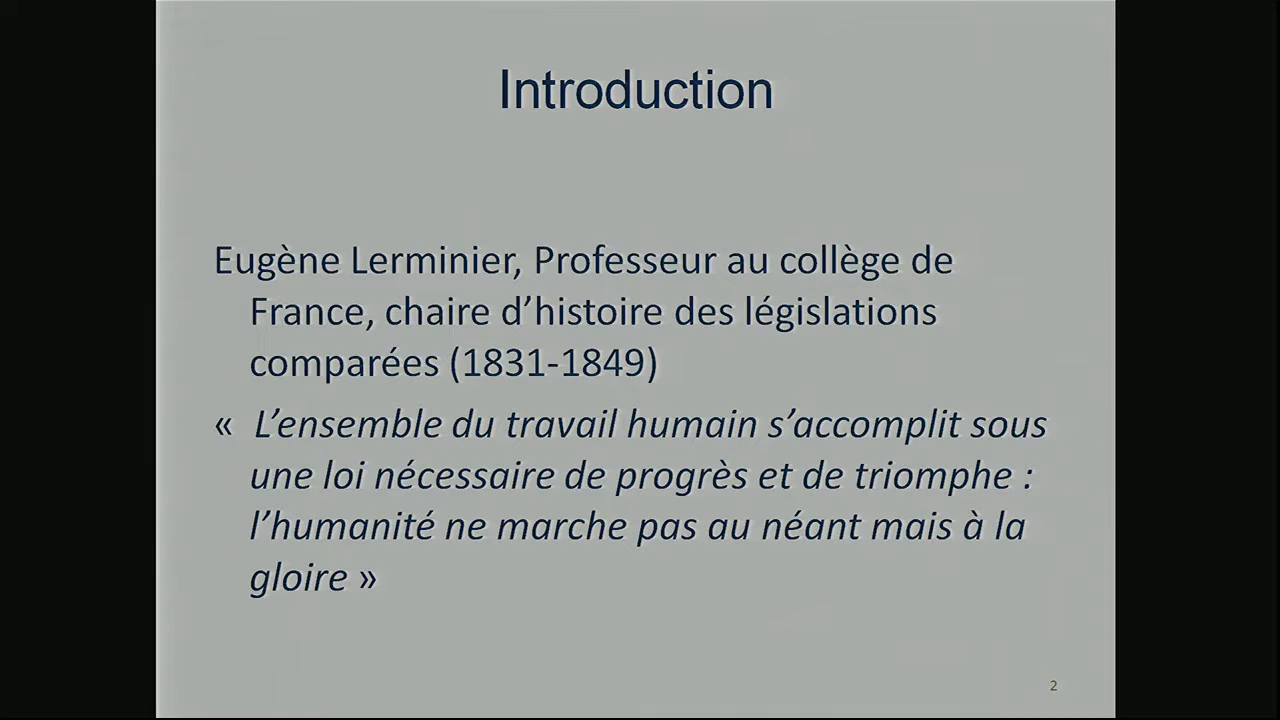 Introduction
Eugène Lerminier, Professeur au collège de
France, chaire d’histoire des législations
comparées (1831-1849)
« L’ensemble du travail humain s’accomplit sous
une loi nécessaire de progrès et de triomphe :
l’humanité ne marche pas au néant mais à la
gloire »
2